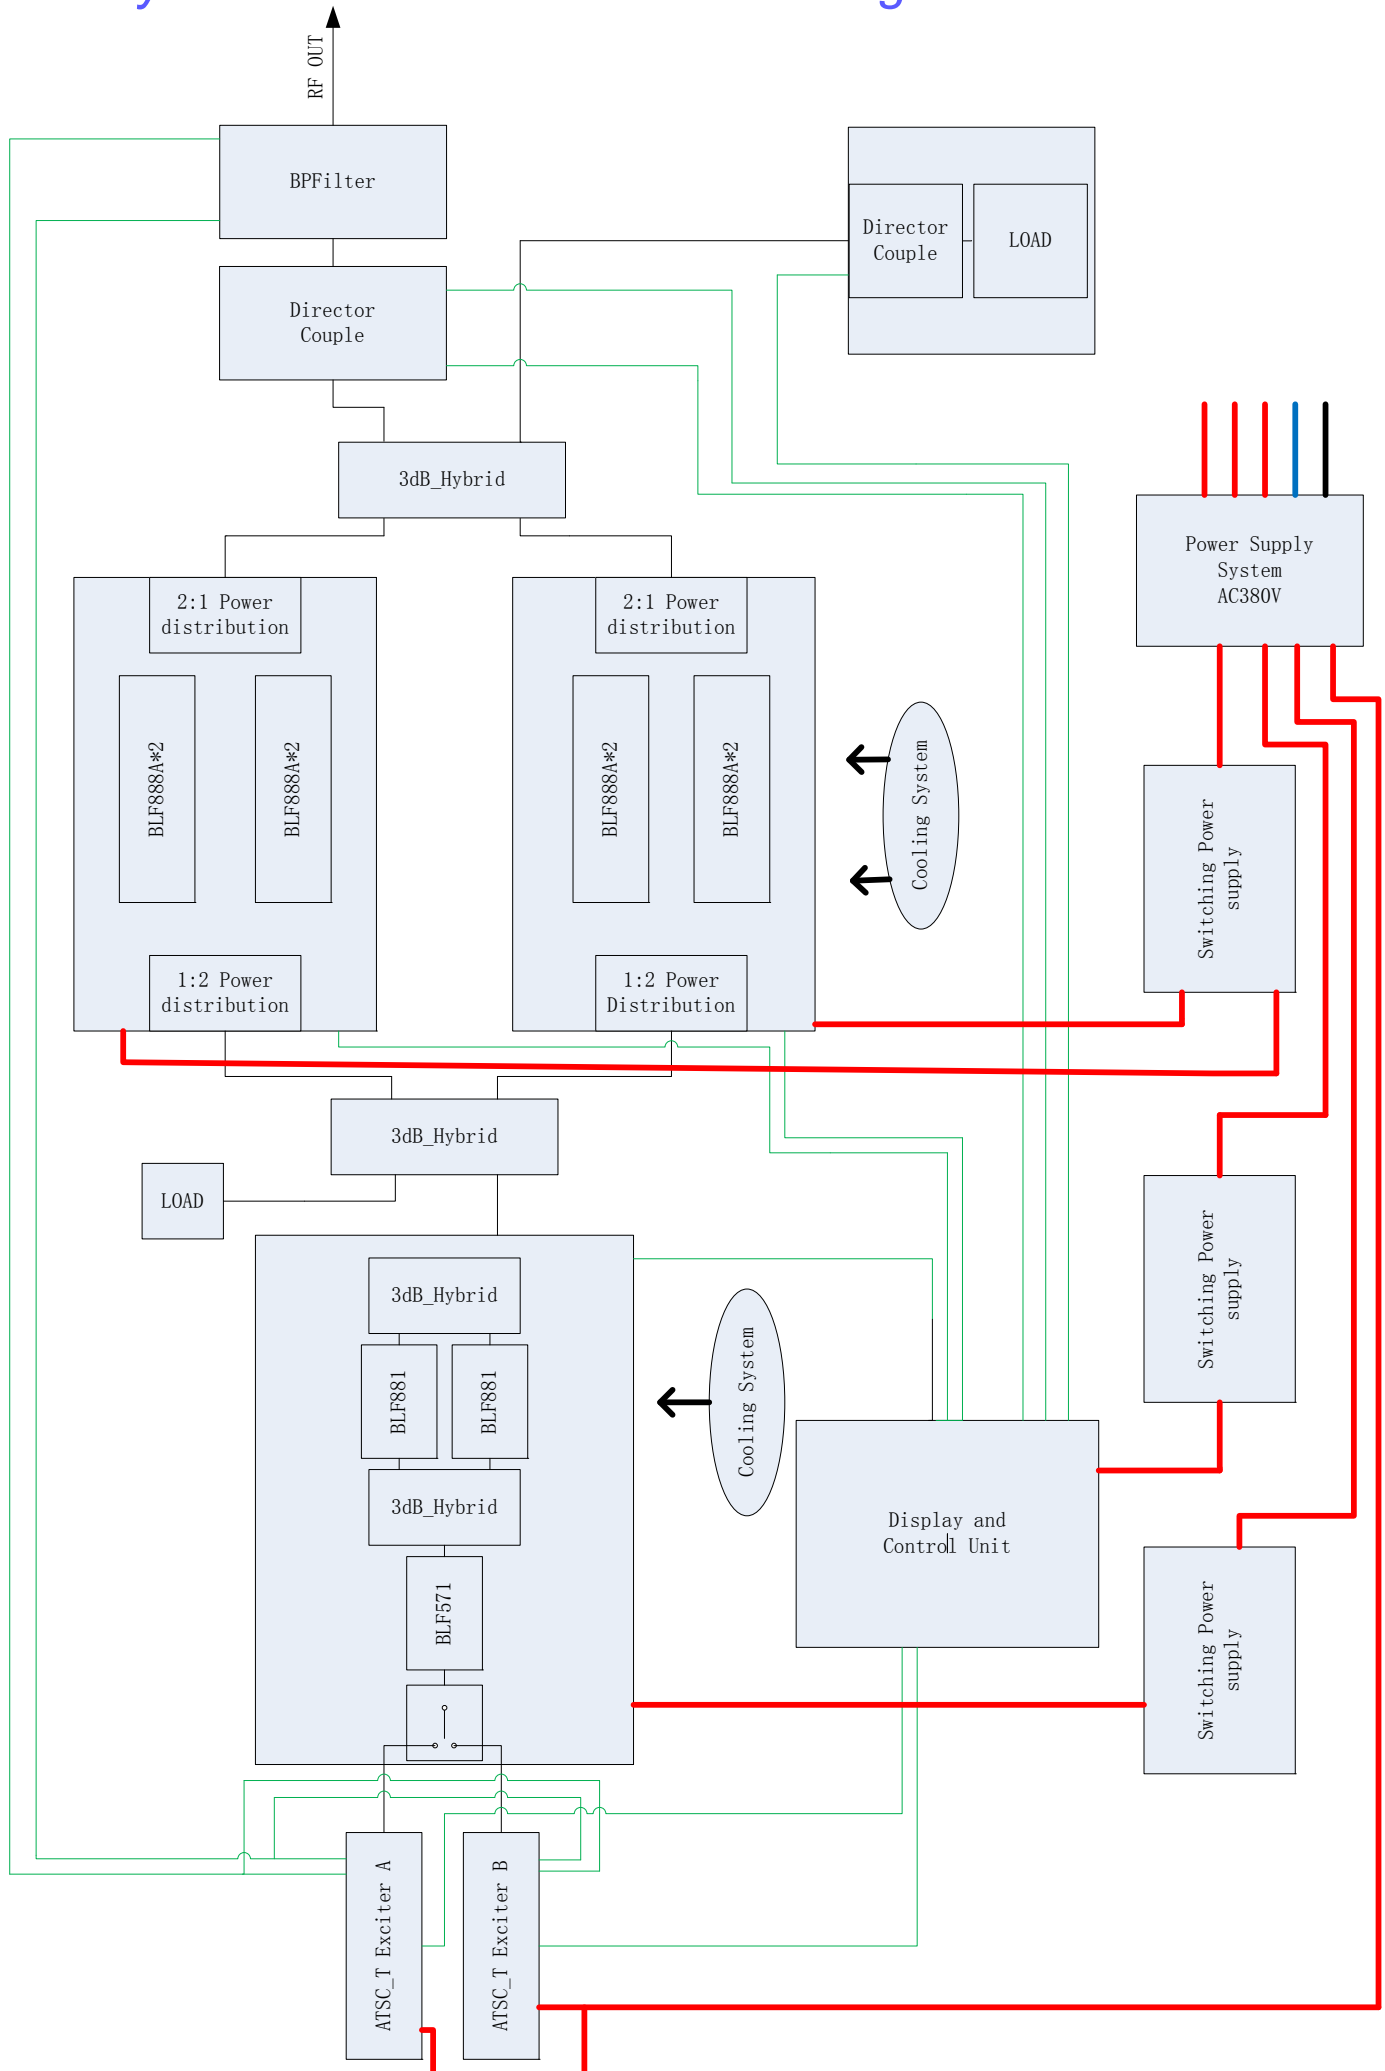 RF OUT
BPFilter
Director
Couple
Director
Couple
LOAD
3dB_Hybrid
Power Supply
System
AC380V
2:1 Power
distribution
2:1 Power
distribution
BLF888A*2
BLF888A*2
BLF888A*2
BLF888A*2
Cooling System
Switching Power
supply
1:2 Power
distribution
1:2 Power
Distribution
3dB_Hybrid
LOAD
3dB_Hybrid
BLF881
BLF881
Cooling System
Switching Power
supply
3dB_Hybrid
Display and
Control Unit
BLF571
Switching Power
supply
ATSC_T Exciter A
ATSC_T Exciter B